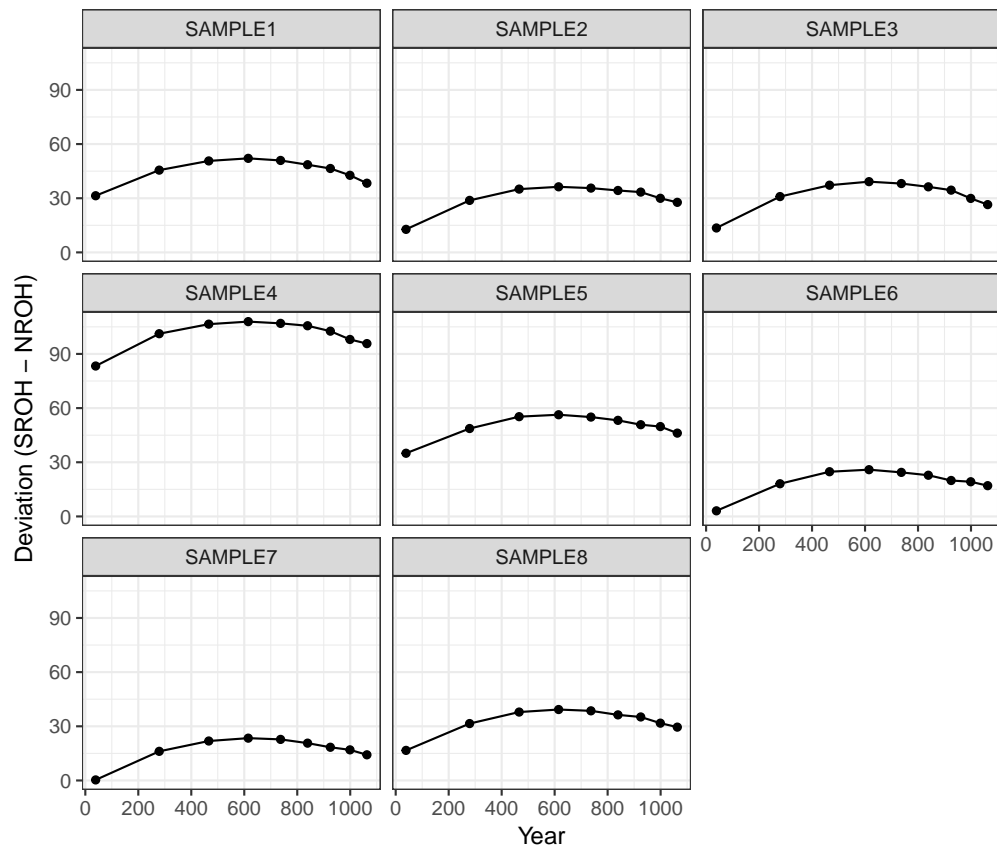 SAMPLE1 SAMPLE2 SAMPLE3
90
60
30
0
SAMPLE4 SAMPLE5 SAMPLE6
90
60
30
0
0 200 400 600 800 1000
SAMPLE7 SAMPLE8
90
60
30
0
0 200 400 600 800 1000 0 200 400 600 800 1000
Year
Deviation (SROH − NROH)